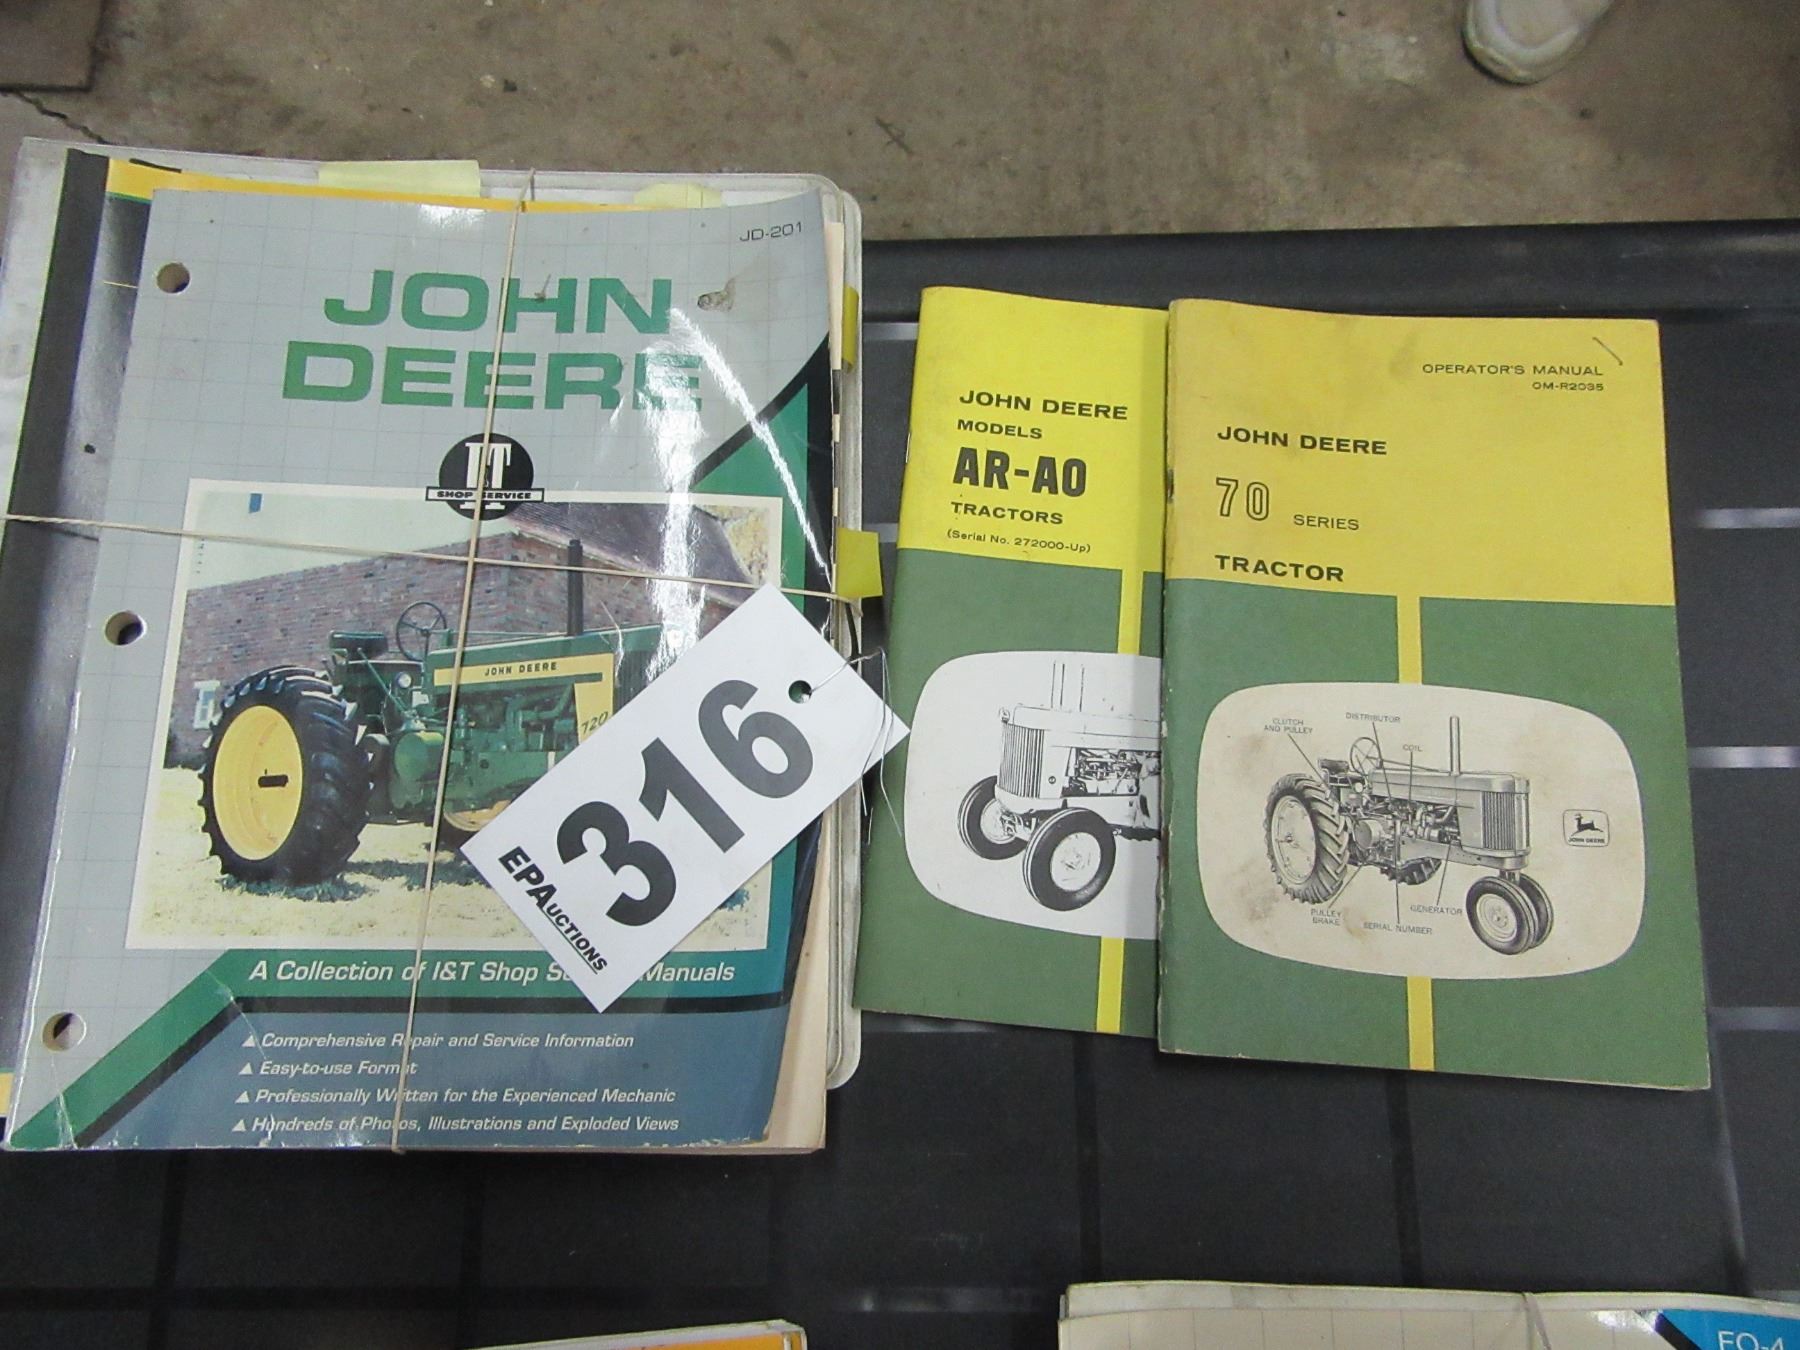 JD-201
JOHN
DEERE
I&T
SHOP SERVICE
JOHN DEERE
720
316
EPAUCTIONS
A Collection of I&T Shop Manuals
▲ Comprehensive Repair and Service Information
▲ Easy-to-use Format
▲ Professionally Written for the Experienced Mechanic
▲ Hundreds of Photos, Illustrations and Exploded Views
JOHN DEERE
MODELS
AR-AO
TRACTORS
(Serial No. 272000-Up)
OPERATOR'S MANUAL
OM-R2035
JOHN DEERE
70 SERIES
TRACTOR
CLUTCH
AND PULLEY
DISTRIBUTOR
COIL
JOHN DEERE
PULLEY
BRAKE
SERIAL NUMBER
GENERATOR
FO-4